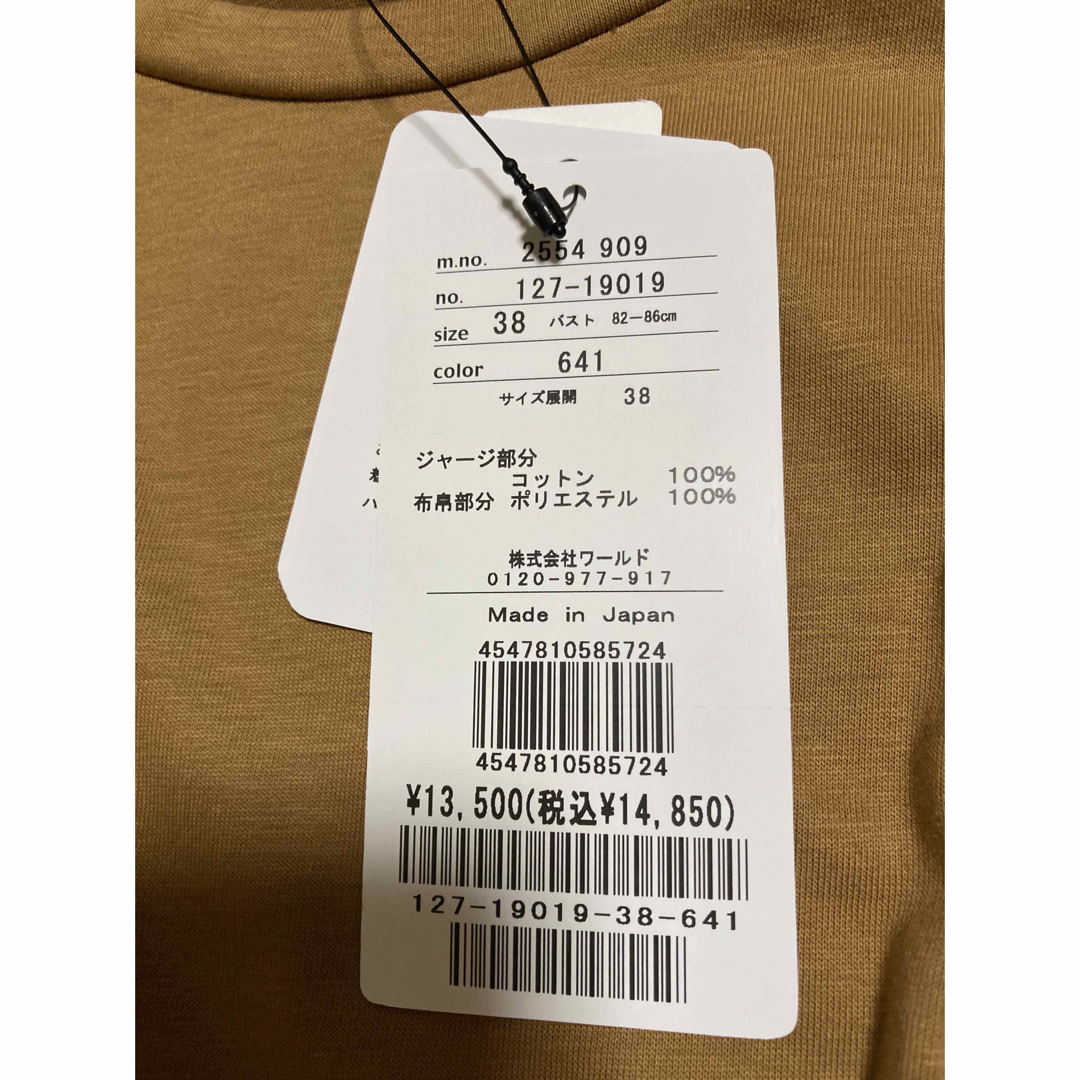 m.no. 2554 909
no. 127-19019
size 38 バスト 82-86cm
color 641
サイズ展開 38
ジャージ部分
コットン 100%
布帛部分 ポリエステル 100%
株式会社ワールド
0120-977-917
Made in Japan
4547810585724
4547810585724
¥13,500(税込¥14,850)
127-19019-38-641